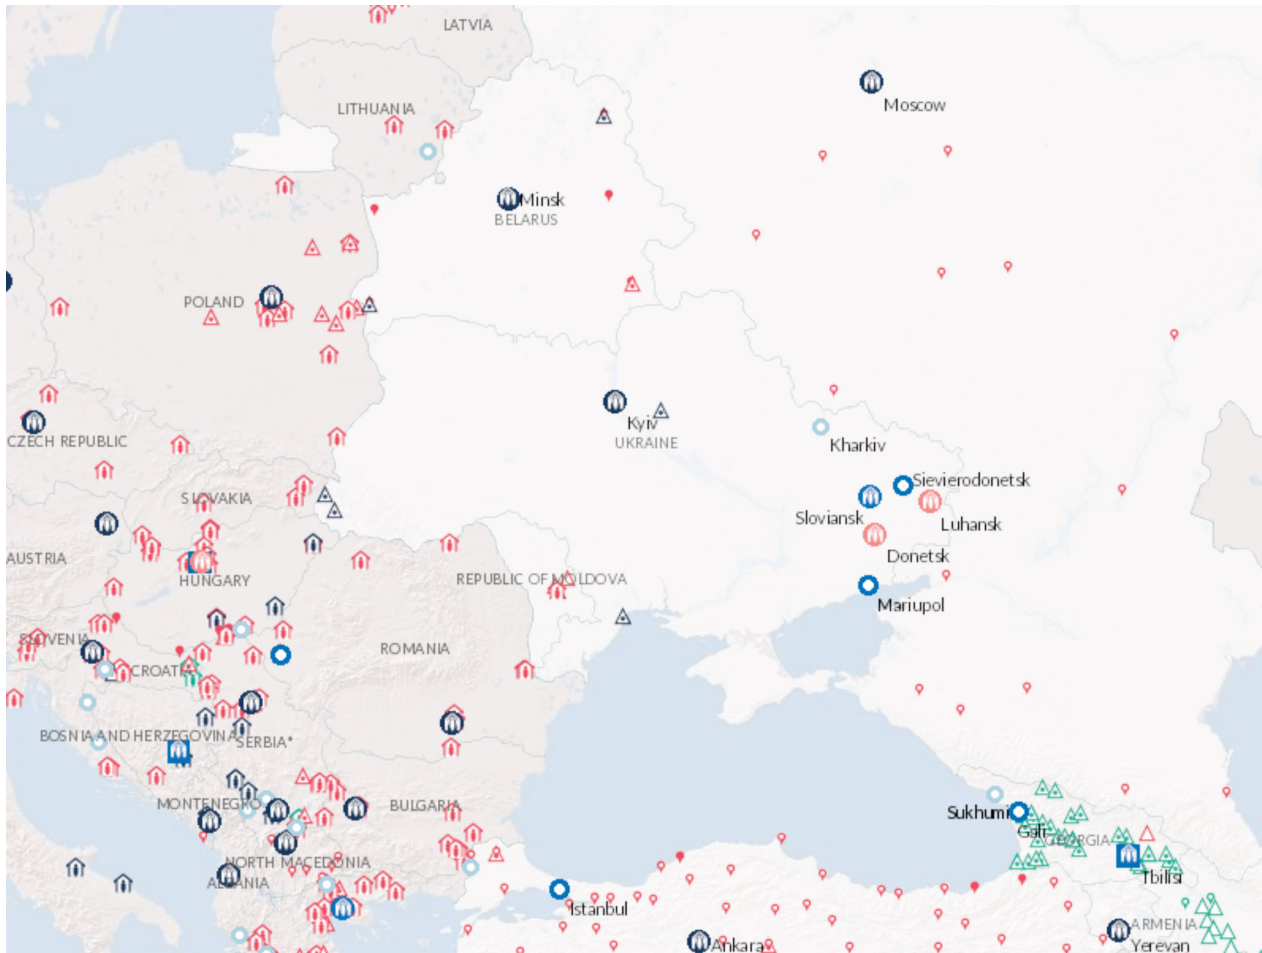 LATVIA
Moscow
LITHUANIA
Minsk
BELARUS
POLAND
Kyiv
UKRAINE
CZECH REPUBLIC
Kharkiv
Sievierodonetsk
SLOVAKIA
Sloviansk
Luhansk
AUSTRIA
Donetsk
HUNGARY
REPUBLIC OF MOLDOVA
Mariupol
SLOVENIA
ROMANIA
CROATIA
BOSNIA AND HERZEGOVINA
SERBIA*
MONTENEGRO
BULGARIA
Sukhumi
Gali
GEORGIA
NORTH MACEDONIA
Tbilisi
ALBANIA
Istanbul
ARMENIA
Ankara
Yerevan